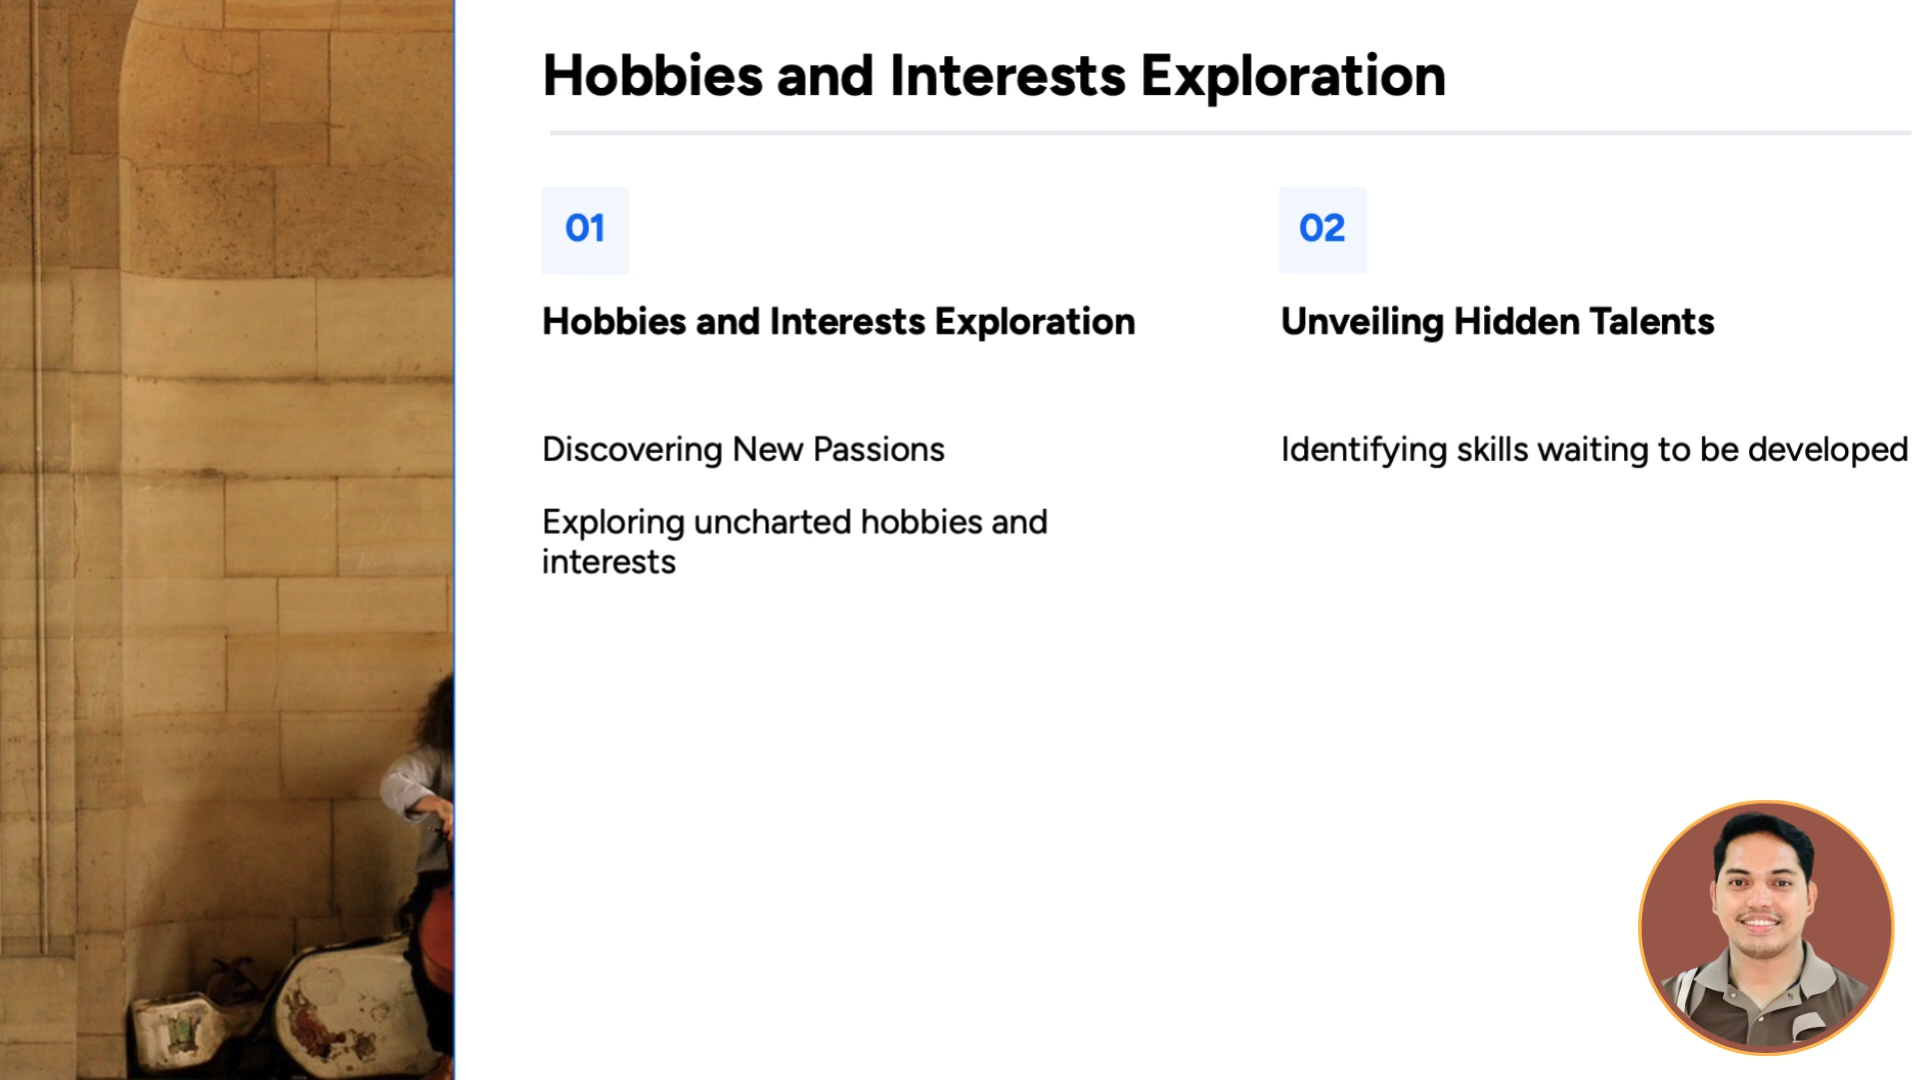 Hobbies and Interests Exploration
01
Hobbies and Interests Exploration
Discovering New Passions
Exploring uncharted hobbies and
interests
02
Unveiling Hidden Talents
Identifying skills waiting to be developed